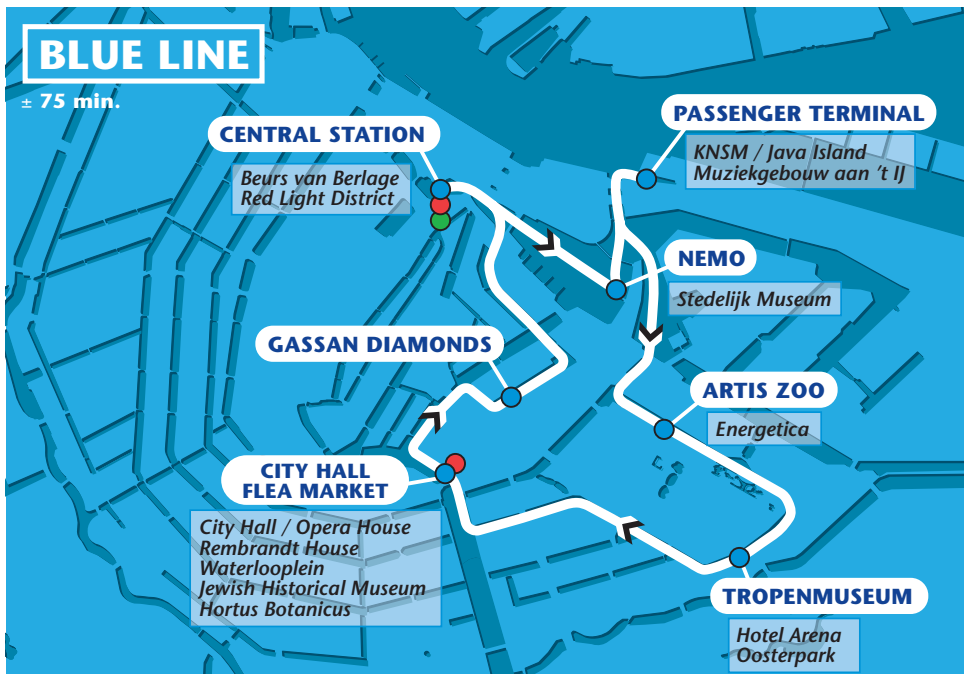 BLUE LINE
± 75 min.
CENTRAL STATION
Beurs van Berlage
Red Light District
PASSENGER TERMINAL
KNSM / Java Island
Muziekgebouw aan 't IJ
NEMO
Stedelijk Museum
GASSAN DIAMONDS
ARTIS ZOO
Energetica
CITY HALL
FLEA MARKET
City Hall / Opera House
Rembrandt House
Waterlooplein
Jewish Historical Museum
Hortus Botanicus
TROPENMUSEUM
Hotel Arena
Oosterpark